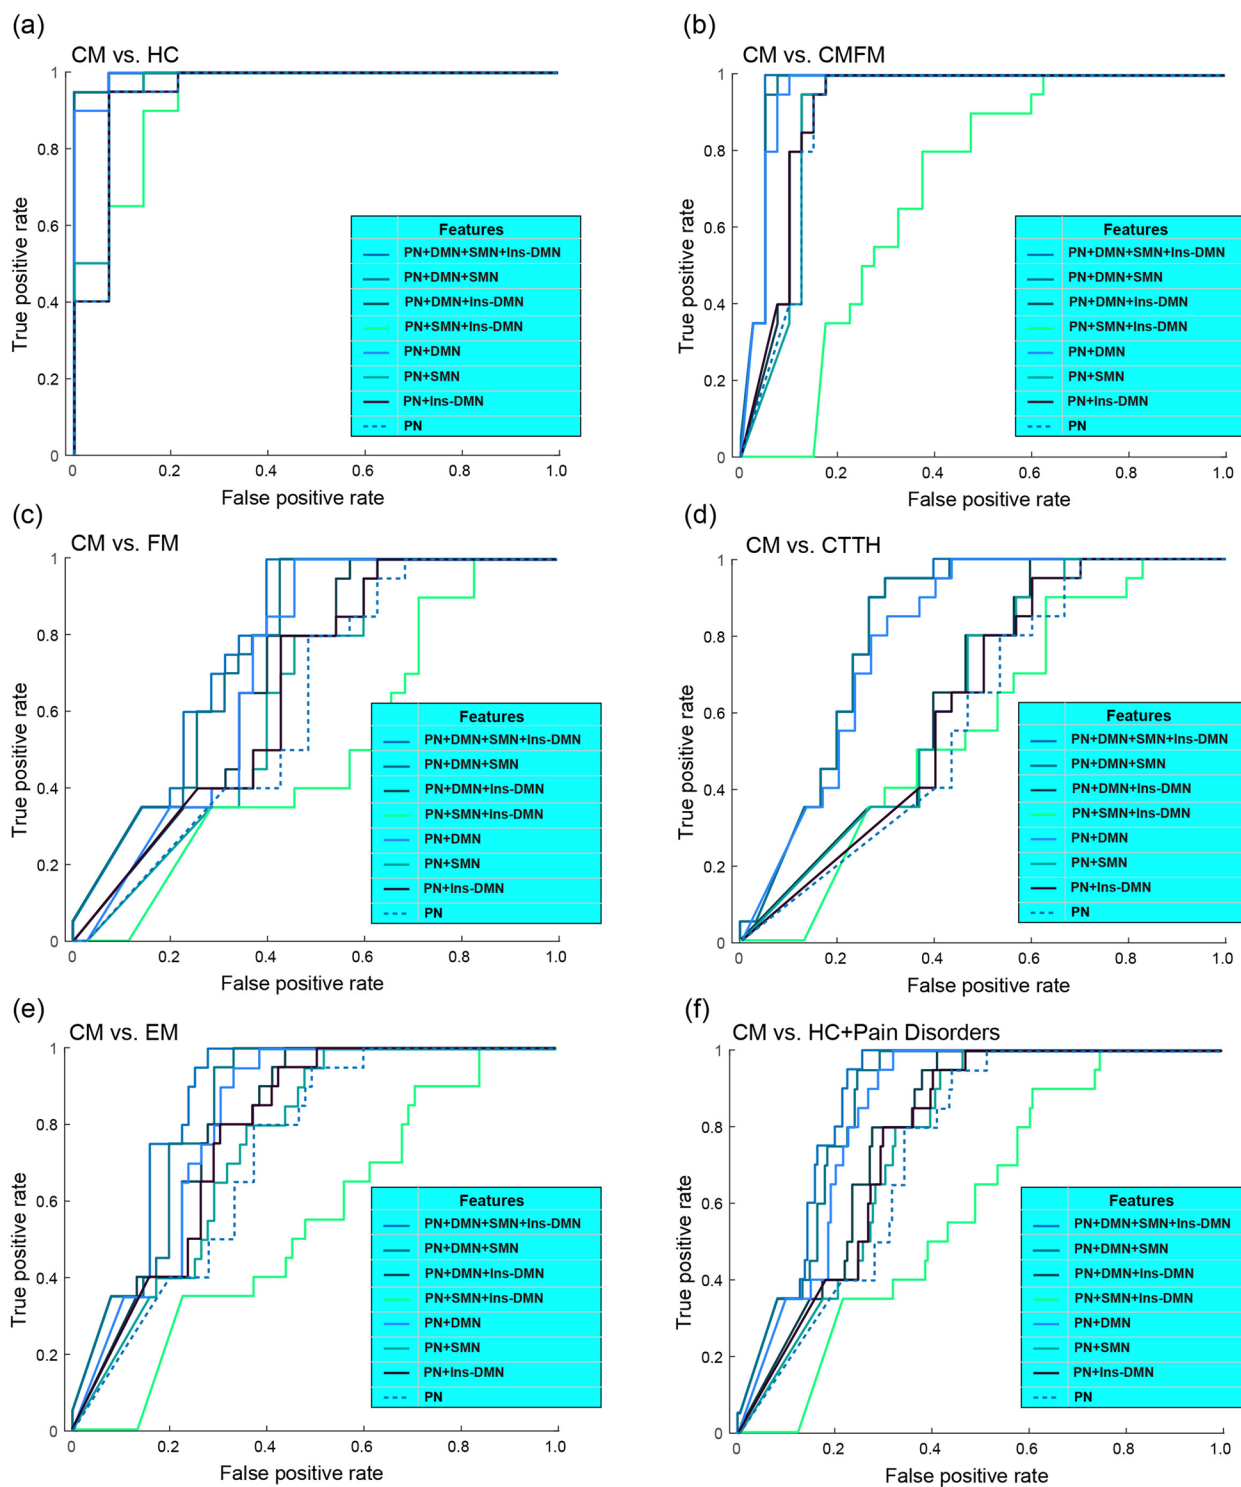 (a)
CM vs. HC
1
0.8
0.6
0.4
0.2
0
0
0.2
0.4
0.6
0.8
1.0
True positive rate
False positive rate
Features
PN+DMN+SMN+Ins-DMN
PN+DMN+SMN
PN+DMN+Ins-DMN
PN+SMN+Ins-DMN
PN+DMN
PN+SMN
PN+Ins-DMN
PN
(b)
CM vs. CMFM
1
0.8
0.6
0.4
0.2
0
0
0.2
0.4
0.6
0.8
1.0
True positive rate
False positive rate
Features
PN+DMN+SMN+Ins-DMN
PN+DMN+SMN
PN+DMN+Ins-DMN
PN+SMN+Ins-DMN
PN+DMN
PN+SMN
PN+Ins-DMN
PN
(c)
CM vs. FM
1
0.8
0.6
0.4
0.2
0
0
0.2
0.4
0.6
0.8
1.0
True positive rate
False positive rate
Features
PN+DMN+SMN+Ins-DMN
PN+DMN+SMN
PN+DMN+Ins-DMN
PN+SMN+Ins-DMN
PN+DMN
PN+SMN
PN+Ins-DMN
PN
(d)
CM vs. CTTH
1
0.8
0.6
0.4
0.2
0
0
0.2
0.4
0.6
0.8
1.0
True positive rate
False positive rate
Features
PN+DMN+SMN+Ins-DMN
PN+DMN+SMN
PN+DMN+Ins-DMN
PN+SMN+Ins-DMN
PN+DMN
PN+SMN
PN+Ins-DMN
PN
(e)
CM vs. EM
1
0.8
0.6
0.4
0.2
0
0
0.2
0.4
0.6
0.8
1.0
True positive rate
False positive rate
Features
PN+DMN+SMN+Ins-DMN
PN+DMN+SMN
PN+DMN+Ins-DMN
PN+SMN+Ins-DMN
PN+DMN
PN+SMN
PN+Ins-DMN
PN
(f)
CM vs. HC+Pain Disorders
1
0.8
0.6
0.4
0.2
0
0
0.2
0.4
0.6
0.8
1.0
True positive rate
False positive rate
Features
PN+DMN+SMN+Ins-DMN
PN+DMN+SMN
PN+DMN+Ins-DMN
PN+SMN+Ins-DMN
PN+DMN
PN+SMN
PN+Ins-DMN
PN